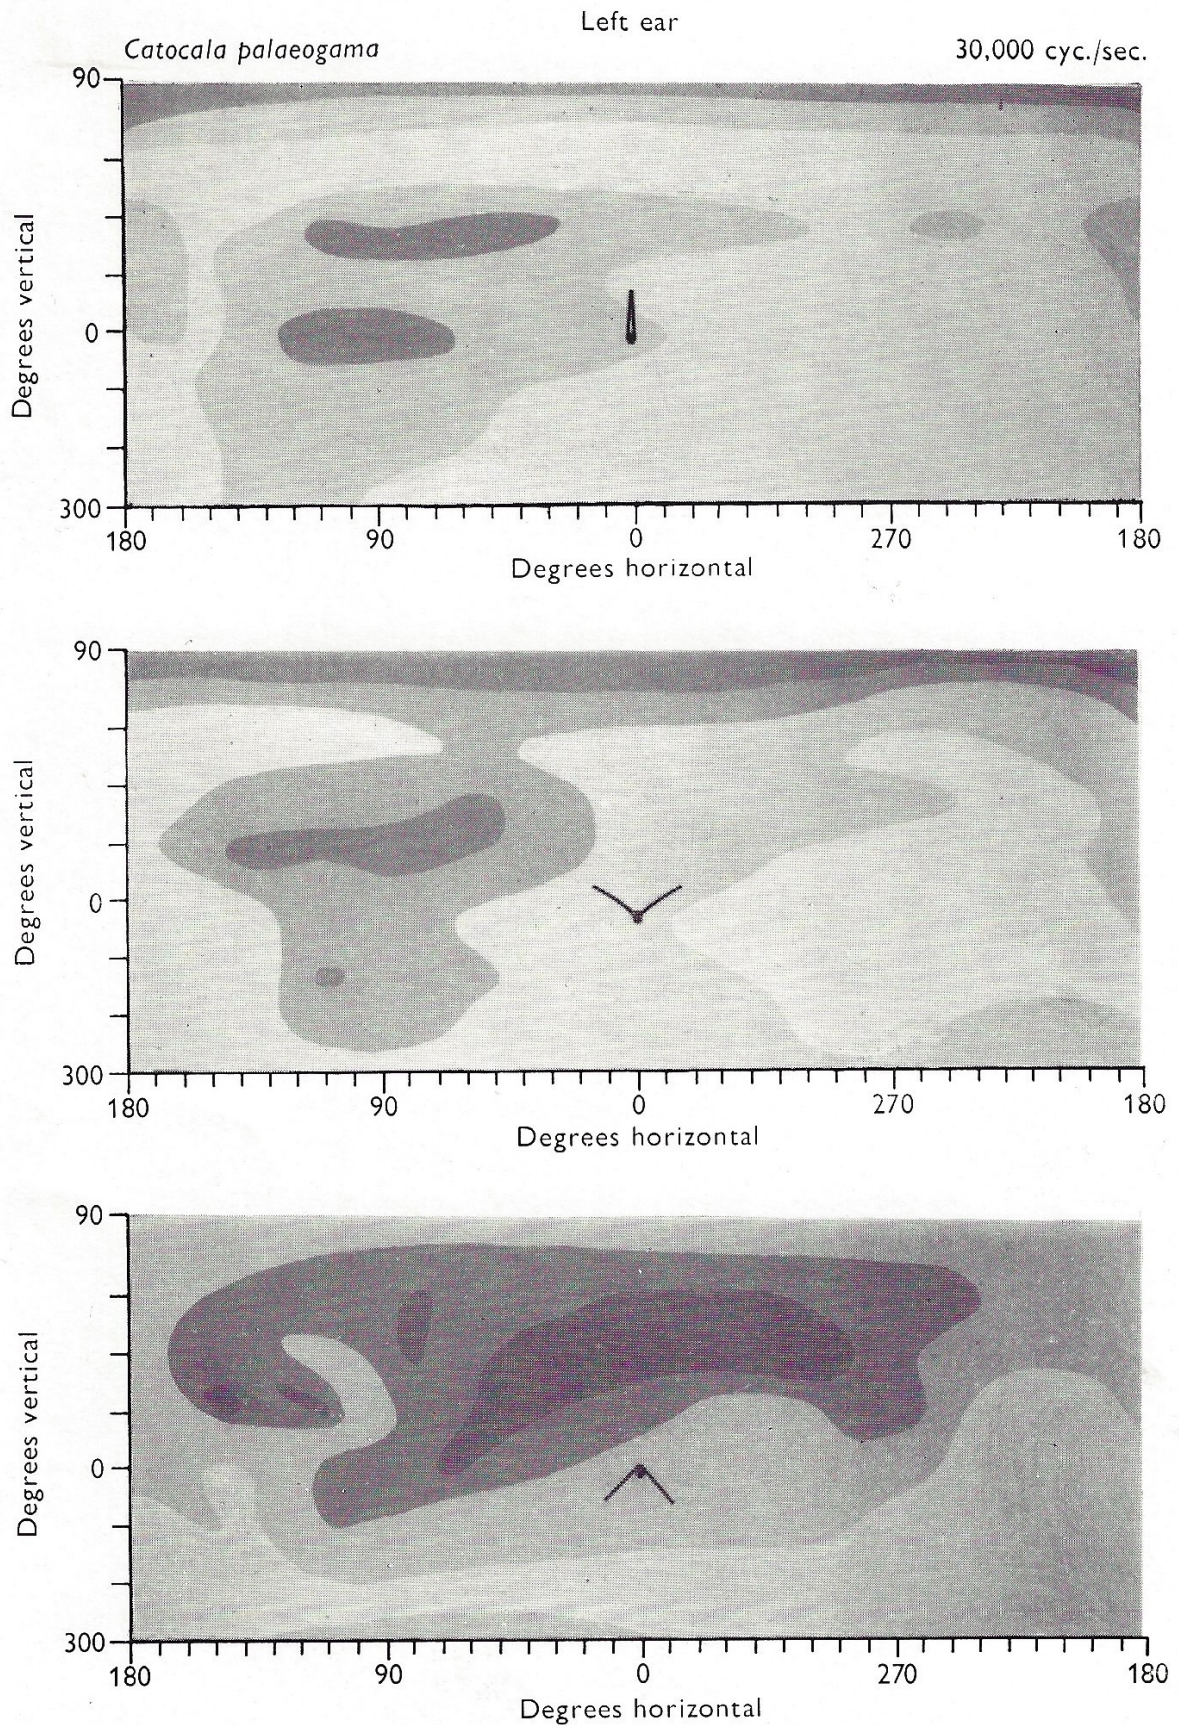 Left ear
Catocala palaeogama 30,000 cyc./sec.
90
Degrees vertical
0
300
180 90 0 270 180
Degrees horizontal
90
Degrees vertical
0
300
180 90 0 270 180
Degrees horizontal
90
Degrees vertical
0
300
180 90 0 270 180
Degrees horizontal